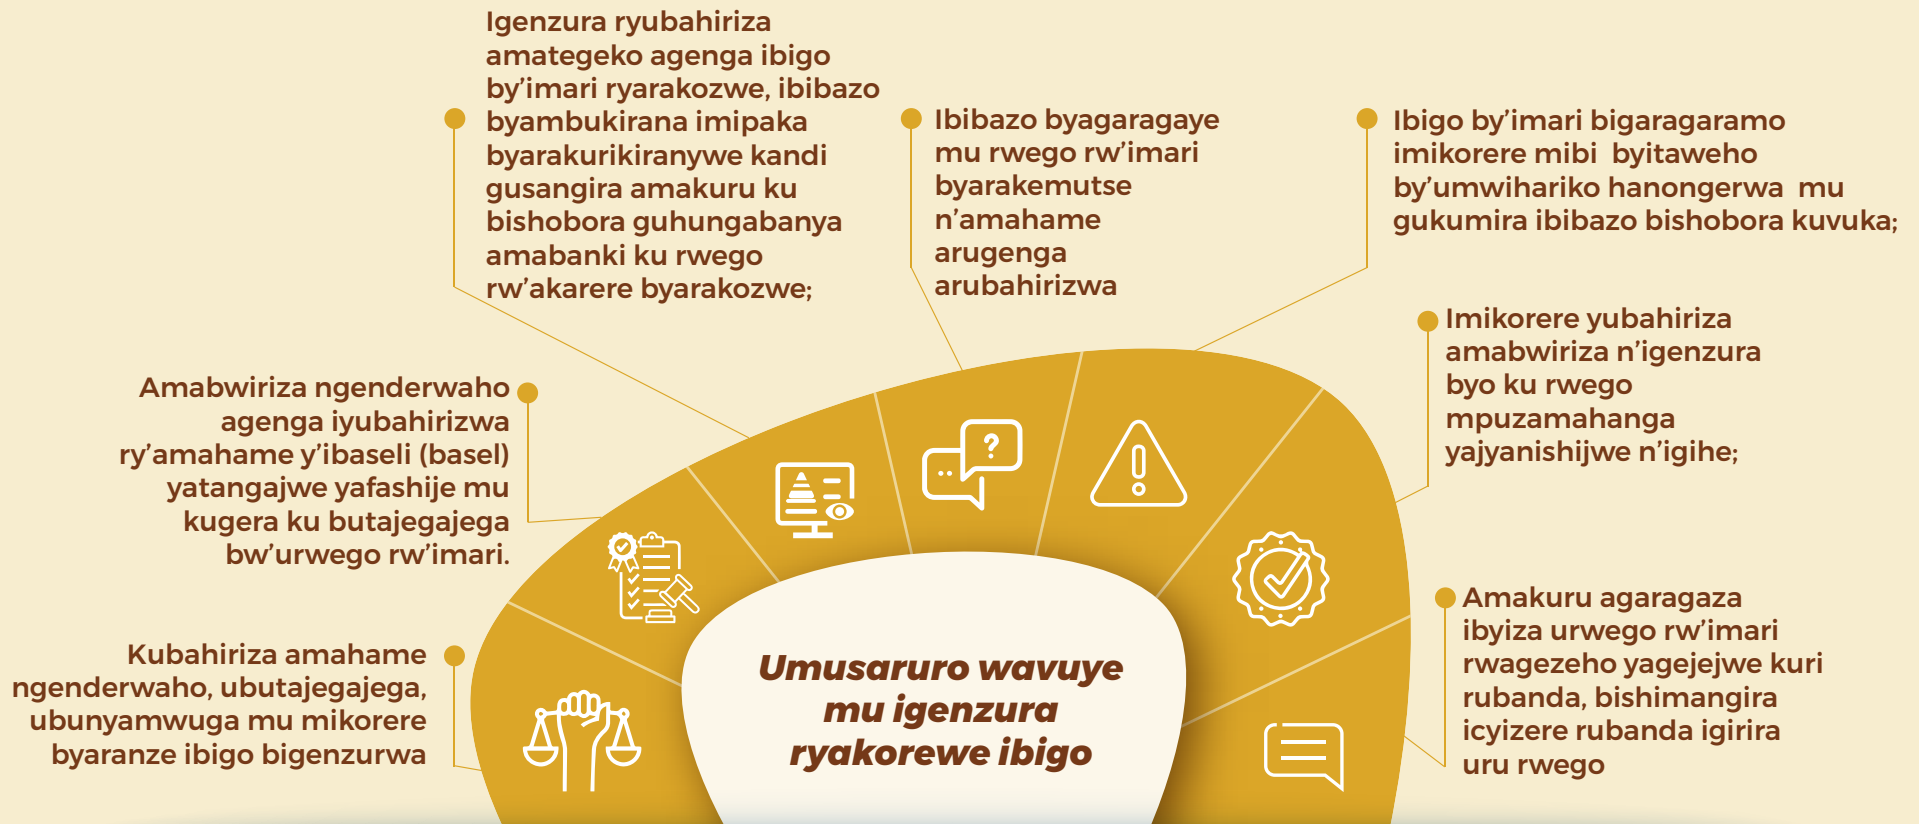 Igenzura ryubahiriza
amategeko agenga ibigo
by’imari ryarakozwe, ibibazo
byambukirana imipaka
byarakurikiranywe kandi
gusangira amakuru ku
bishobora guhungabanya
amabanki ku rwego
rw’akarere byarakozwe;
Ibibazo byagaragaye
mu rwego rw’imari
byarakemutse
n’amahame
arugenga
arubahirizwa
Ibigo by’imari bigaragaramo
imikorere mibi byitaweho
by’umwihariko hanongerwa mu
gukumira ibibazo bishobora kuvuka;
Imikorere yubahiriza
amabwiriza n’igenzura
byo ku rwego
mpuzamahanga
yajyanishijwe n’igihe;
Amabwiriza ngenderwaho
agenga iyubahirizwa
ry’amahame y’ibaseli (basel)
yatangajwe yafashije mu
kugera ku butajegajega
bw’urwego rw’imari.
Amakuru agaragaza
ibyiza urwego rw’imari
rwagezeho yagejejwe kuri
rubanda, bishimangira
icyizere rubanda igirira
uru rwego
Kubahiriza amahame
ngenderwaho, ubutajegajega,
ubunyamwuga mu mikorere
byaranze ibigo bigenzurwa
Umusaruro wavuye
mu igenzura
ryakorewe ibigo